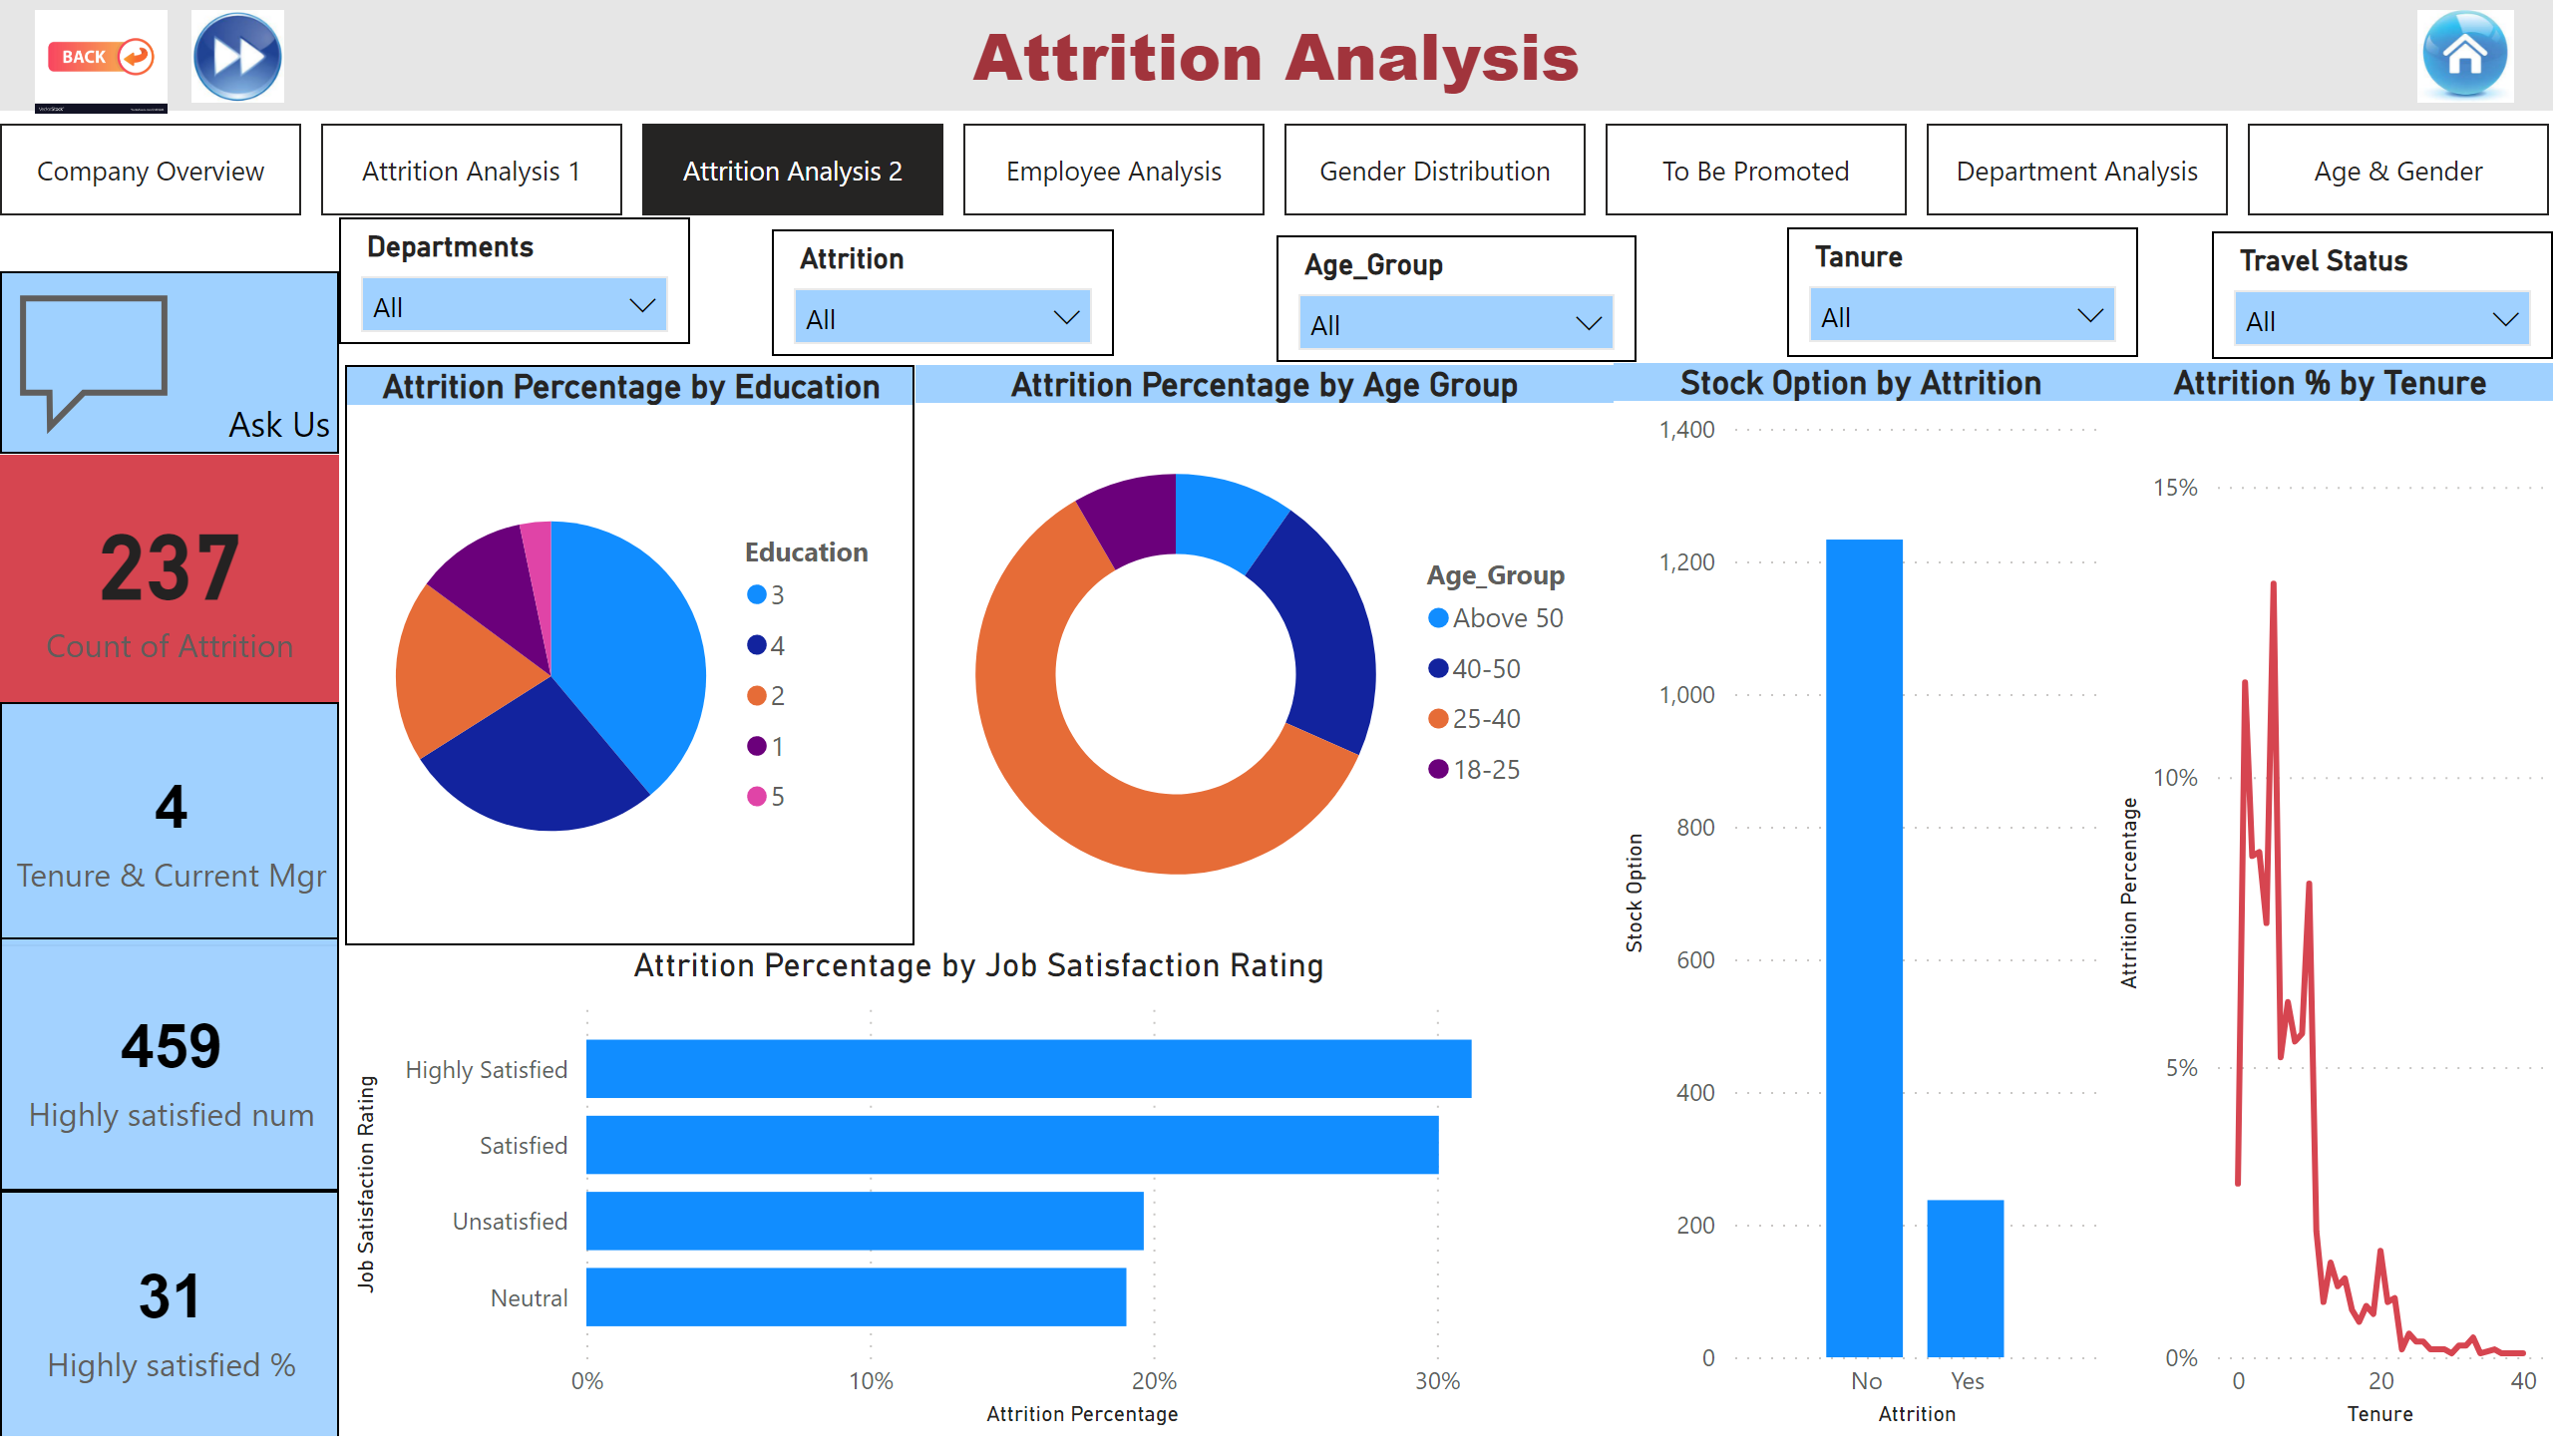 BACK
Attrition Analysis
Company Overview
Attrition Analysis 1
Attrition Analysis 2
Employee Analysis
Gender Distribution
To Be Promoted
Department Analysis
Age & Gender
Departments
All
Attrition
All
Age_Group
All
Tanure
All
Travel Status
All
Ask Us
237
Count of Attrition
4
Tenure & Current Mgr
459
Highly satisfied num
31
Highly satisfied %
Attrition Percentage by Education
Education
3
4
2
1
5
Attrition Percentage by Age Group
Age_Group
Above 50
40-50
25-40
18-25
Stock Option by Attrition
Stock Option
1,400
1,200
1,000
800
600
400
200
0
No
Yes
Attrition
Attrition % by Tenure
Attrition Percentage
15%
10%
5%
0%
0
20
40
Tenure
Attrition Percentage by Job Satisfaction Rating
Job Satisfaction Rating
Highly Satisfied
Satisfied
Unsatisfied
Neutral
0%
10%
20%
30%
Attrition Percentage